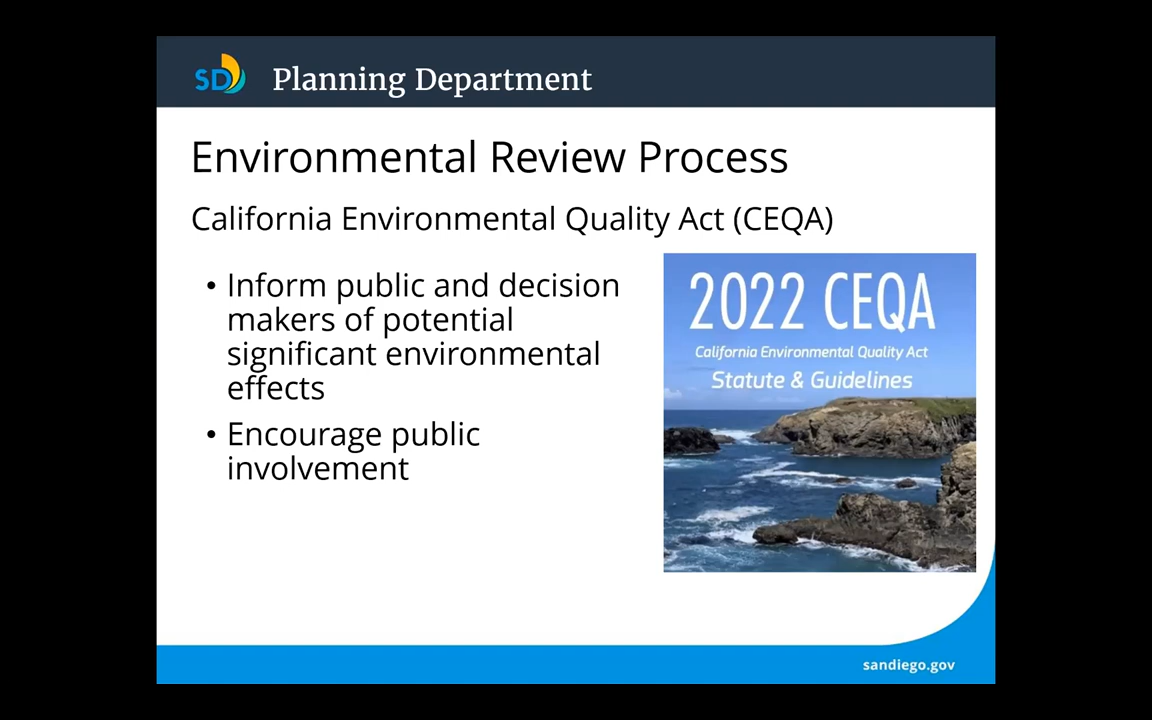 SD
Planning Department
Environmental Review Process
California Environmental Quality Act (CEQA)
• Inform public and decision
makers of potential
significant environmental
effects
• Encourage public
involvement
2022 CEQA
California Environmental Quality Act
Statute & Guidelines
sandiego.gov